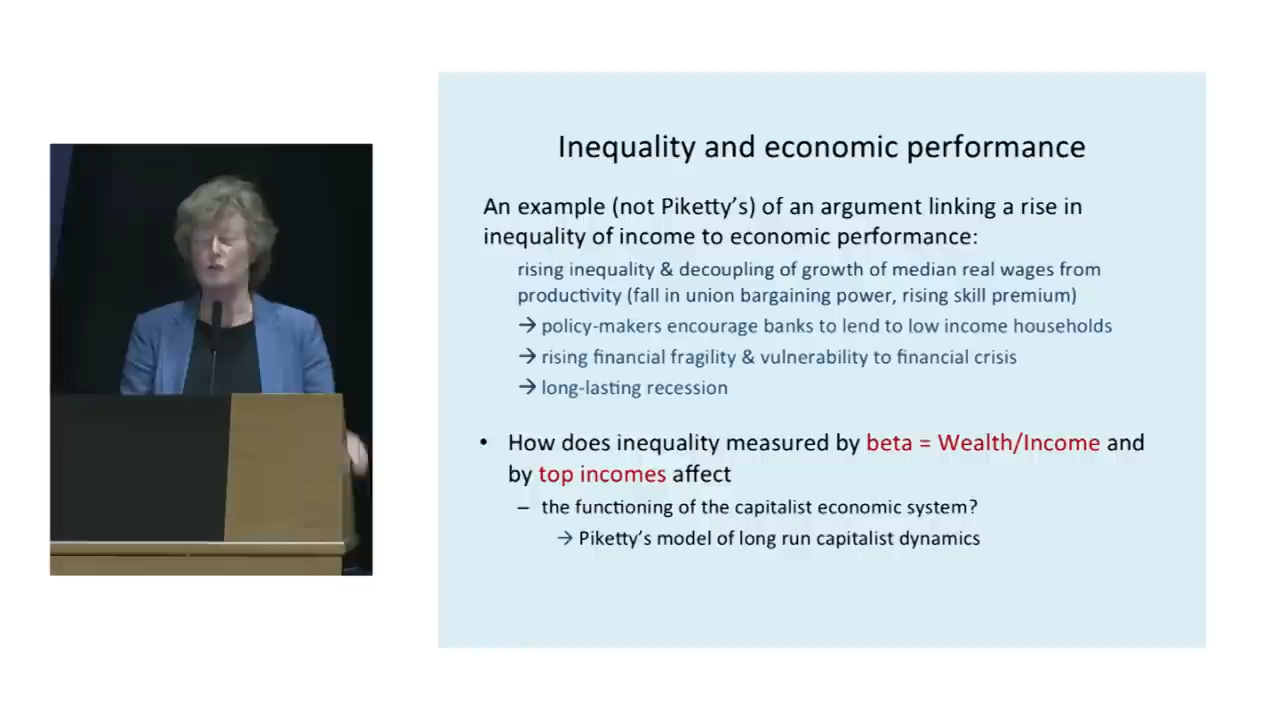 Inequality and economic performance
An example (not Piketty's) of an argument linking a rise in
inequality of income to economic performance:
rising inequality & decoupling of growth of median real wages from
productivity (fall in union bargaining power, rising skill premium)
→ policy-makers encourage banks to lend to low income households
→ rising financial fragility & vulnerability to financial crisis
→ long-lasting recession
• How does inequality measured by beta = Wealth/Income and
by top incomes affect
– the functioning of the capitalist economic system?
→ Piketty's model of long run capitalist dynamics